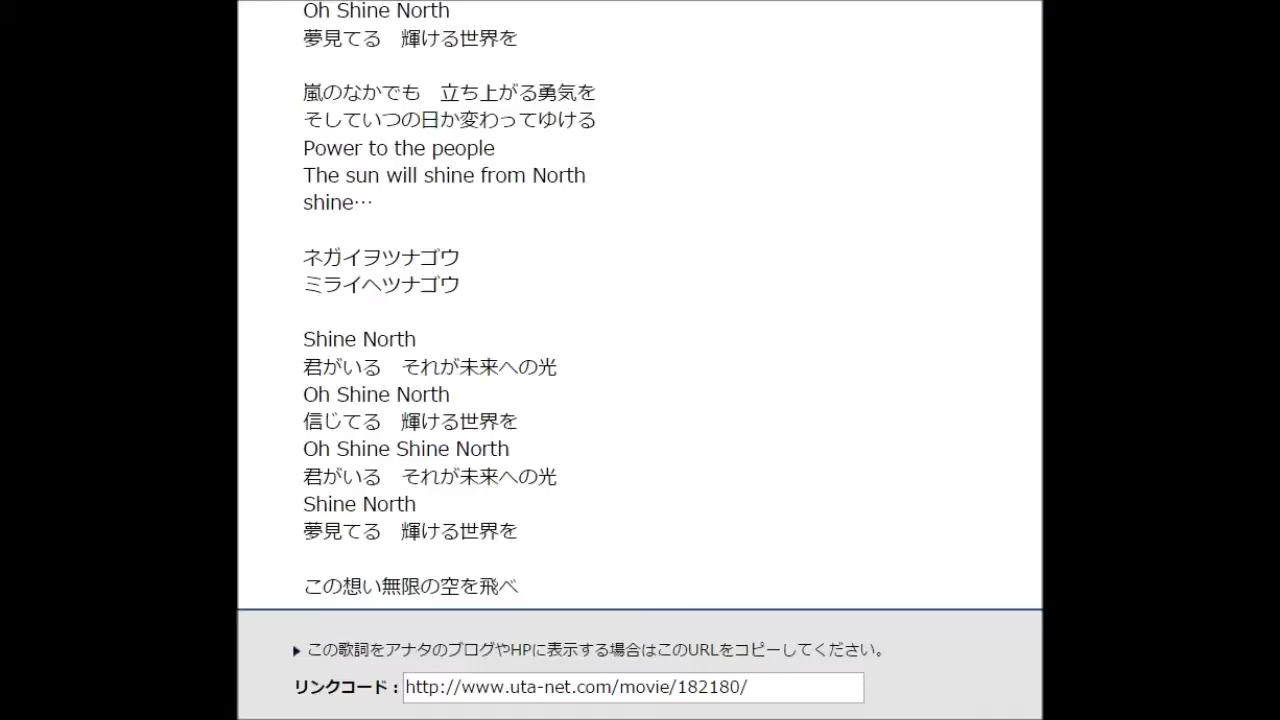 Oh Shine North
夢見てる　輝ける世界を
嵐のなかでも　立ち上がる勇気を
そしていつの日か変わってゆける
Power to the people
The sun will shine from North
shine…
ネガイヲツナゴウ
ミライヘツナゴウ
Shine North
君がいる　それが未来への光
Oh Shine North
信じてる　輝ける世界を
Oh Shine Shine North
君がいる　それが未来への光
Shine North
夢見てる　輝ける世界を
この想い無限の空を飛べ
この歌詞をアナタのブログやHPに表示する場合はこのURLをコピーしてください。
リンクコード：http://www.uta-net.com/movie/182180/